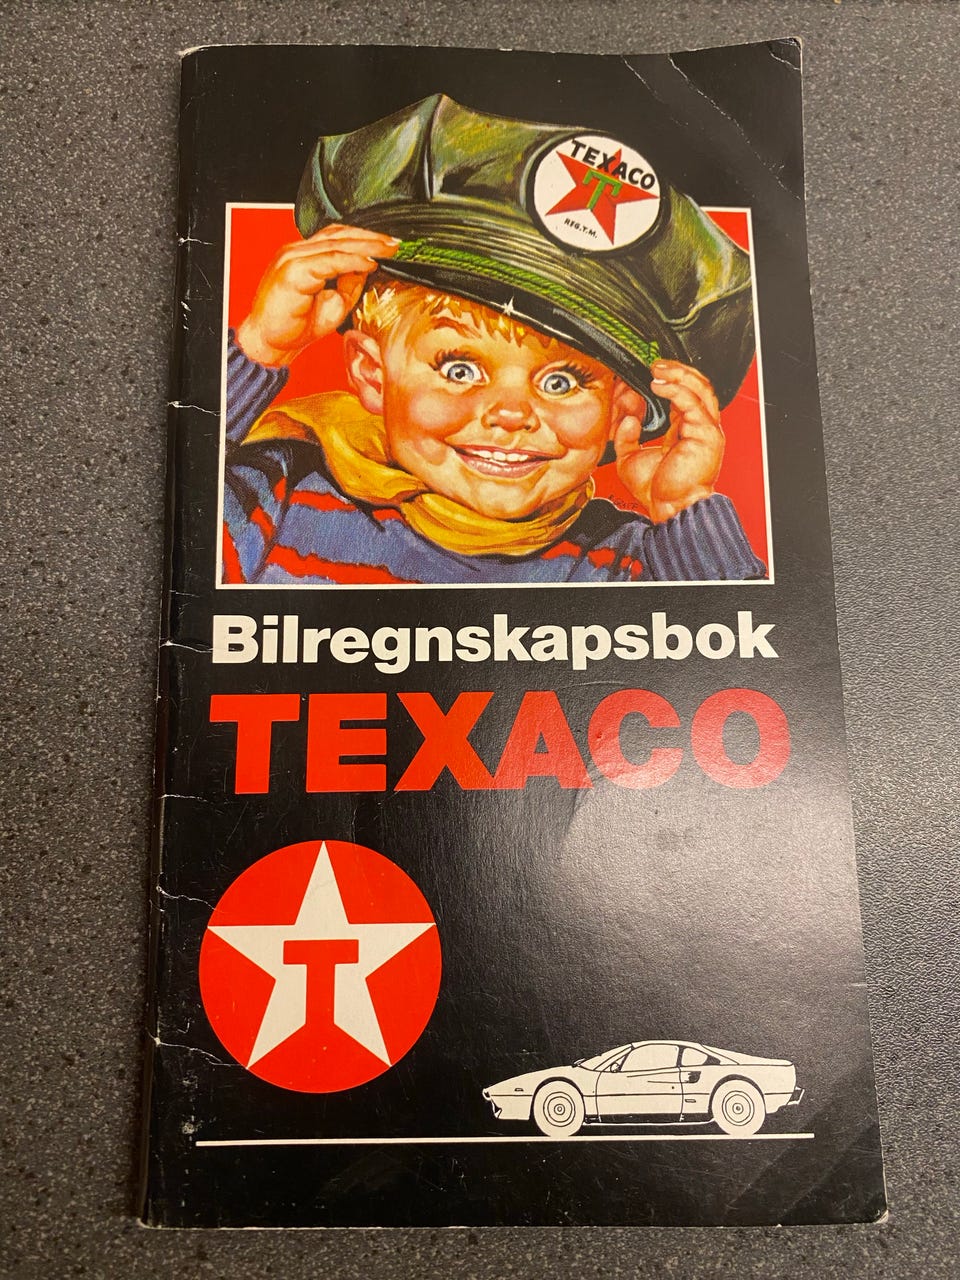 TEXACO
T
REG.T.M.
Bilregnskapsbok
TEXACO
T